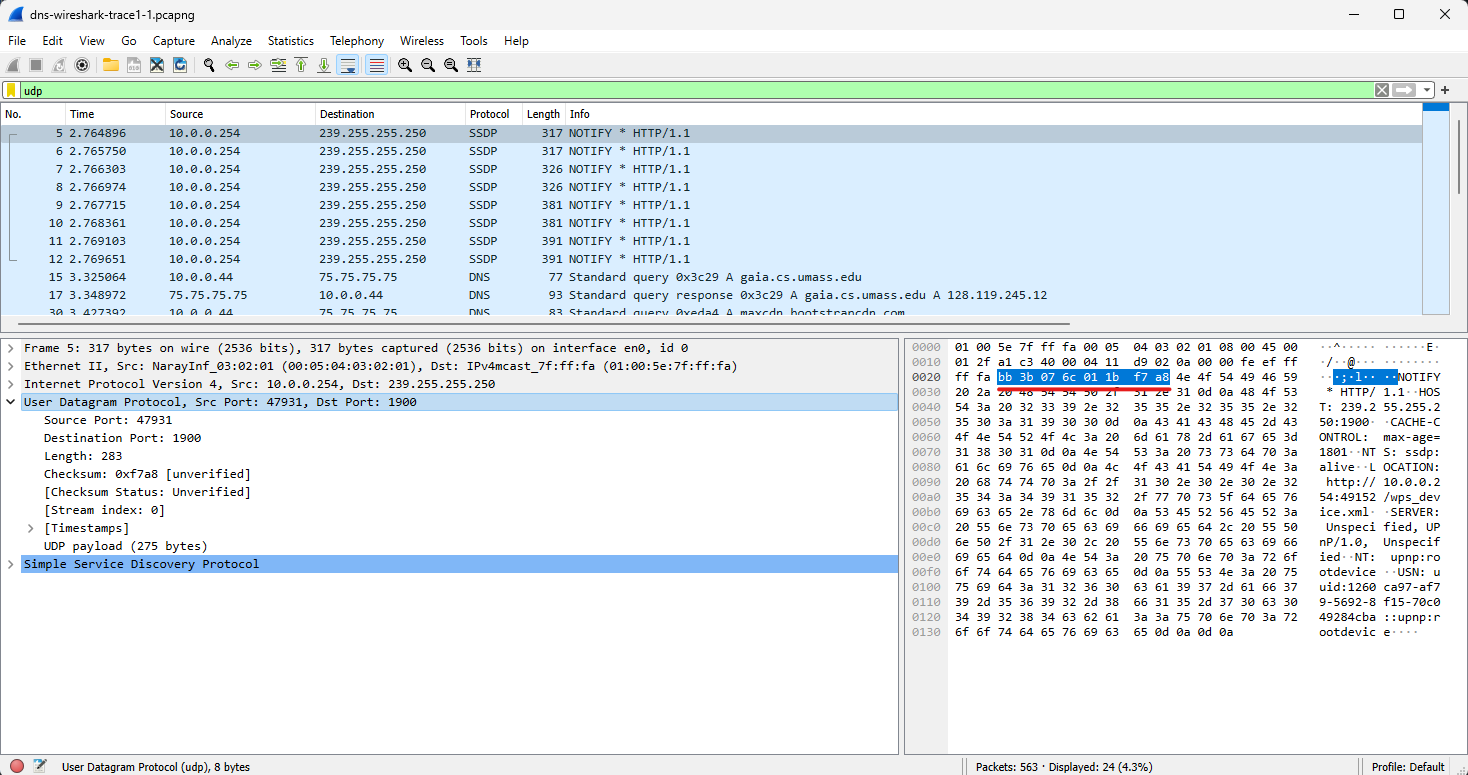 dns-wireshark-trace1-1.pcapng
File Edit View Go Capture Analyze Statistics Telephony Wireless Tools Help
udp
No. Time Source Destination Protocol Length Info
5 2.764896 10.0.0.254 239.255.255.250 SSDP 317 NOTIFY * HTTP/1.1
6 2.765750 10.0.0.254 239.255.255.250 SSDP 317 NOTIFY * HTTP/1.1
7 2.766303 10.0.0.254 239.255.255.250 SSDP 326 NOTIFY * HTTP/1.1
8 2.766974 10.0.0.254 239.255.255.250 SSDP 326 NOTIFY * HTTP/1.1
9 2.767715 10.0.0.254 239.255.255.250 SSDP 381 NOTIFY * HTTP/1.1
10 2.768361 10.0.0.254 239.255.255.250 SSDP 381 NOTIFY * HTTP/1.1
11 2.769103 10.0.0.254 239.255.255.250 SSDP 391 NOTIFY * HTTP/1.1
12 2.769651 10.0.0.254 239.255.255.250 SSDP 391 NOTIFY * HTTP/1.1
15 3.325064 10.0.0.44 75.75.75.75 DNS 77 Standard query 0x3c29 A gaia.cs.umass.edu
17 3.348972 75.75.75.75 10.0.0.44 DNS 93 Standard query response 0x3c29 A gaia.cs.umass.edu A 128.119.245.12
30 3.427392 10.0.0.44 75.75.75.75 DNS 83 Standard query 0xeda4 A maxcdn.bootstrapcdn.com
Frame 5: 317 bytes on wire (2536 bits), 317 bytes captured (2536 bits) on interface en0, id 0
Ethernet II, Src: NarayInf_03:02:01 (00:05:04:03:02:01), Dst: IPv4mcast_7f:ff:fa (01:00:5e:7f:ff:fa)
Internet Protocol Version 4, Src: 10.0.0.254, Dst: 239.255.255.250
User Datagram Protocol, Src Port: 47931, Dst Port: 1900
Source Port: 47931
Destination Port: 1900
Length: 283
Checksum: 0xf7a8 [unverified]
[Checksum Status: Unverified]
[Stream index: 0]
[Timestamps]
UDP payload (275 bytes)
Simple Service Discovery Protocol
0000 01 00 5e 7f ff fa 00 05 04 03 02 01 08 00 45 00 ··^····· ······E·
0010 01 2f a1 c3 40 00 04 11 d9 02 0a 00 00 fe ef ff ·/··@··· ········
0020 ff fa bb 3b 07 6c 01 1b f7 a8 4e 4f 54 49 46 59 ···;·l·· ··NOTIFY
0030 20 2a 20 48 54 54 50 2f 31 2e 31 0d 0a 48 4f 53 * HTTP/ 1.1··HOS
0040 54 3a 20 32 33 39 2e 32 35 35 2e 32 35 35 2e 32 T: 239.2 55.255.2
0050 35 30 3a 31 39 30 30 0d 0a 43 41 43 48 45 2d 43 50:1900· ·CACHE-C
0060 4f 4e 54 52 4f 4c 3a 20 6d 61 78 2d 61 67 65 3d ONTROL: max-age=
0070 31 38 30 31 0d 0a 4e 54 53 3a 20 73 73 64 70 3a 1801··NT S: ssdp:
0080 61 6c 69 76 65 0d 0a 4c 4f 43 41 54 49 4f 4e 3a alive··L OCATION:
0090 20 68 74 74 70 3a 2f 2f 31 30 2e 30 2e 30 2e 32 http:// 10.0.0.2
00a0 35 34 3a 34 39 31 35 32 2f 77 70 73 5f 64 65 76 54:49152 /wps_dev
00b0 69 63 65 2e 78 6d 6c 0d 0a 53 45 52 56 45 52 3a ice.xml· ·SERVER:
00c0 20 55 6e 73 70 65 63 69 66 69 65 64 2c 20 55 50 Unspeci fied, UP
00d0 6e 50 2f 31 2e 30 2c 20 55 6e 73 70 65 63 69 66 nP/1.0, Unspecif
00e0 69 65 64 0d 0a 4e 54 3a 20 75 70 6e 70 3a 72 6f ied··NT: upnp:ro
00f0 6f 74 64 65 76 69 63 65 0d 0a 55 53 4e 3a 20 75 otdevice ··USN: u
0100 75 69 64 3a 31 32 36 30 63 61 39 37 2d 61 66 37 uid:1260 ca97-af7
0110 39 2d 35 36 39 32 2d 38 66 31 35 2d 37 30 63 30 9-5692-8 f15-70c0
0120 34 39 32 38 34 63 62 61 3a 3a 75 70 6e 70 3a 72 49284cba ::upnp:r
0130 6f 6f 74 64 65 76 69 63 65 0d 0a 0d 0a ootdevic e····
User Datagram Protocol (udp), 8 bytes Packets: 563 · Displayed: 24 (4.3%) Profile: Default